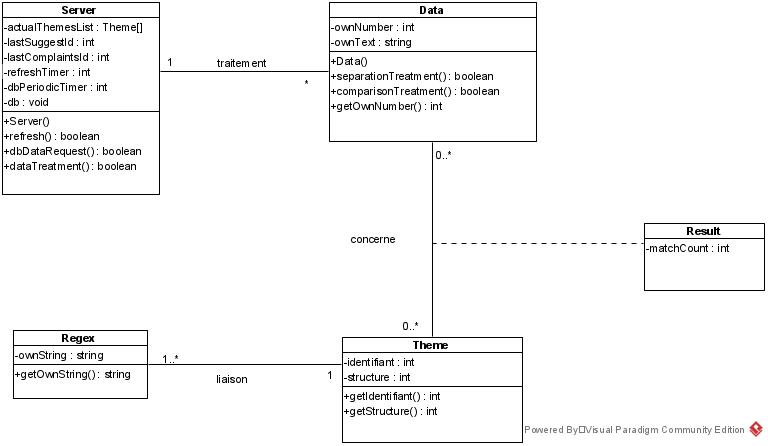 Server
-actualThemesList : Theme[]
-lastSuggestId : int
-lastComplaintsId : int
-refreshTimer : int
-dbPeriodicTimer : int
-db : void
+Server()
+refresh() : boolean
+dbDataRequest() : boolean
+dataTreatment() : boolean
1
traitement
*
Data
-ownNumber : int
-ownText : string
+Data()
+separationTreatment() : boolean
+comparisonTreatment() : boolean
+getOwnNumber() : int
0..*
concerne
0..*
Result
-matchCount : int
Regex
-ownString : string
+getOwnString() : string
1..*
liaison
1
Theme
-identifiant : int
-structure : int
+getIdentifiant() : int
+getStructure() : int
Powered By□Visual Paradigm Community Edition